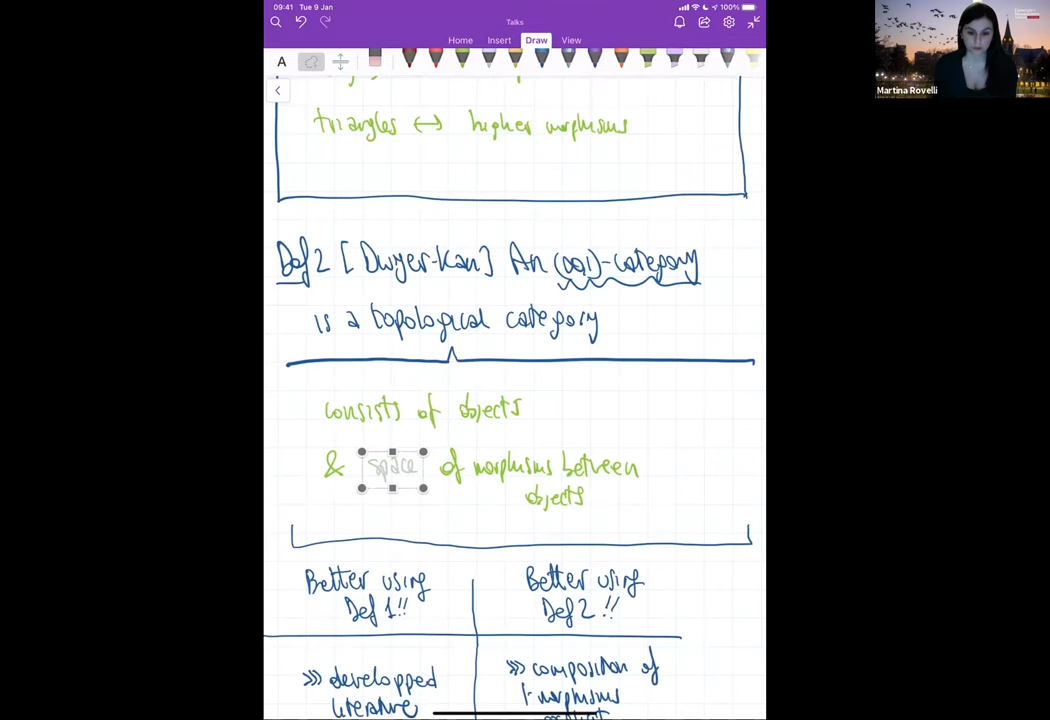 09:41 Tue 9 Jan
100%
Talks
Home Insert Draw View
A
triangles ↔ higher morphisms
Def 2 [Dwyer-Kan] An (∞,1)-category
is a topological category
consists of objects
& space of morphisms between
objects
Better using
Def 1!!
Better using
Def 2!!
>>> developped
literature
>>> composition of
1-morphisms
Martina Rovelli